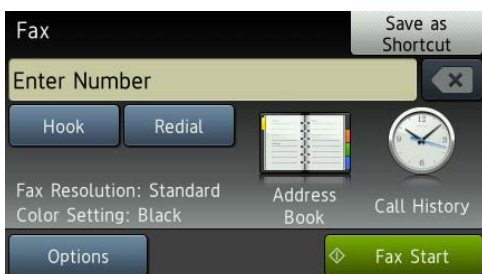 Fax
Save as
Shortcut
Enter Number
Hook
Redial
Fax Resolution: Standard
Color Setting: Black
Address
Book
Call History
Options
Fax Start